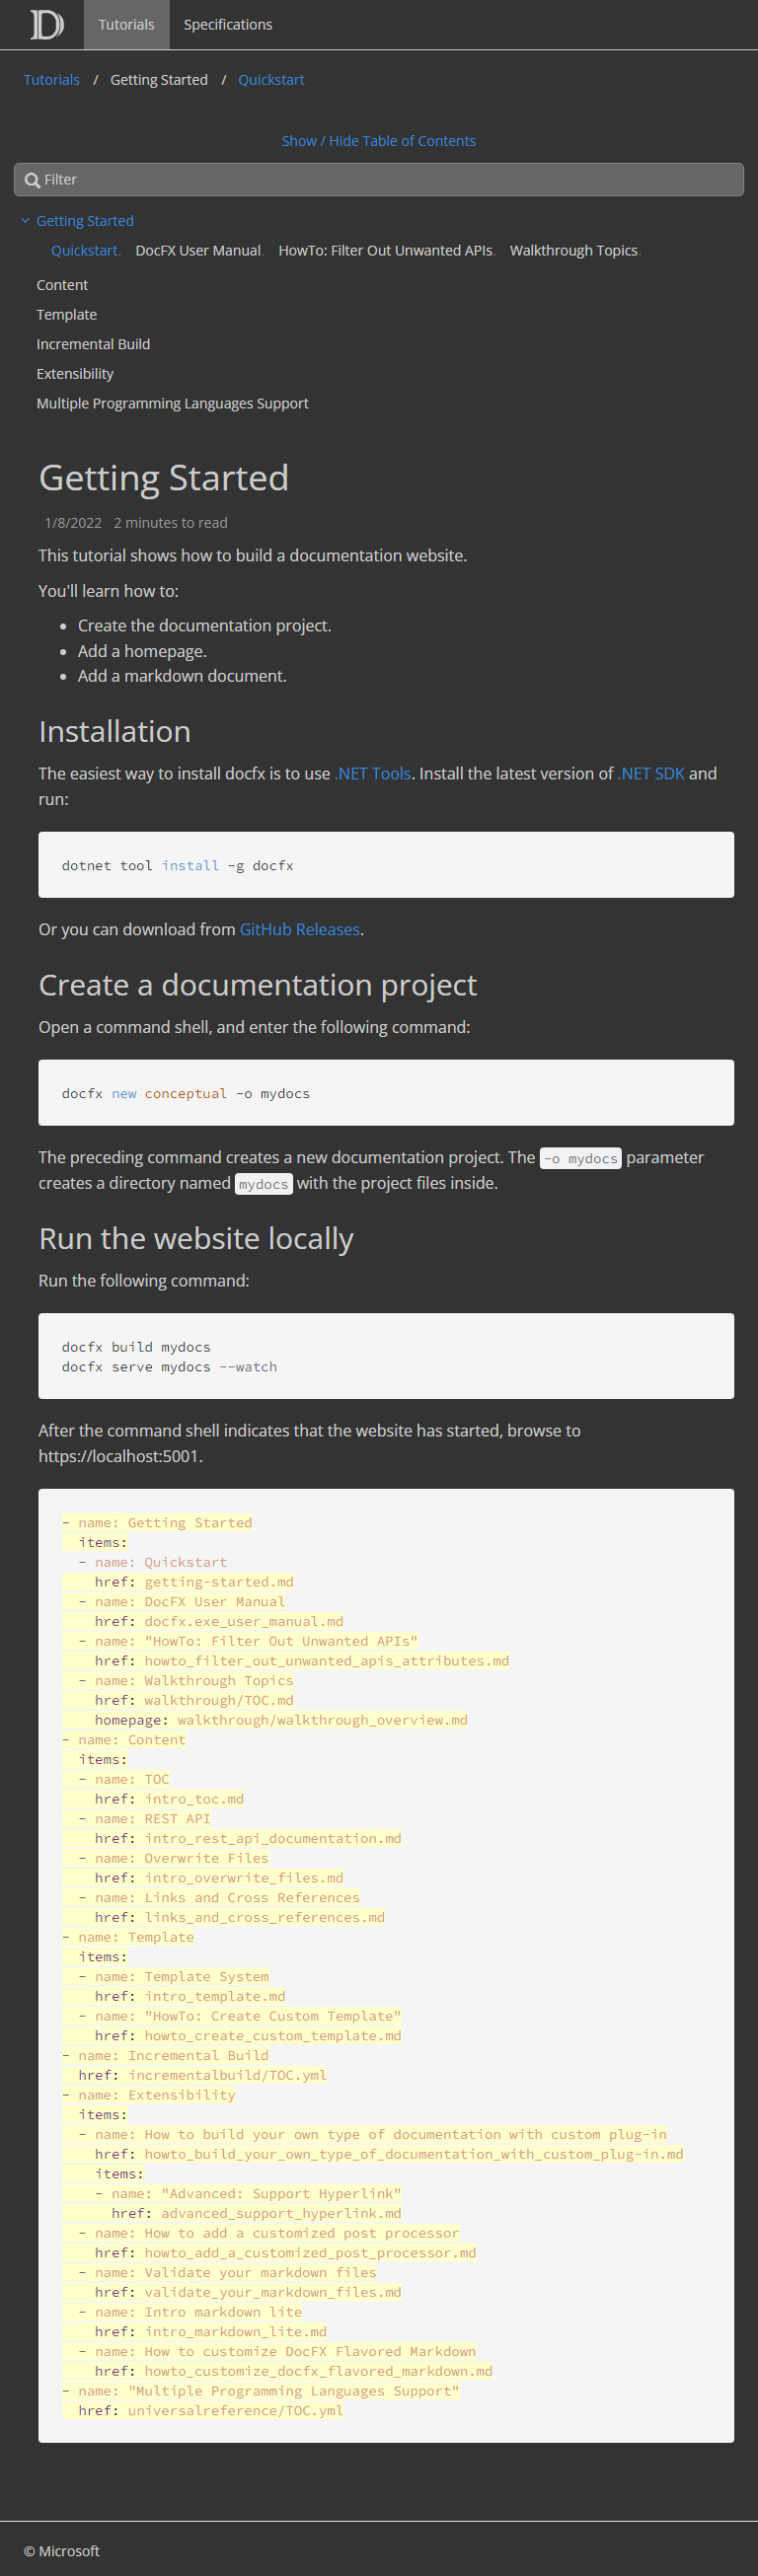 D
Tutorials Specifications
Tutorials / Getting Started / Quickstart
Show / Hide Table of Contents
Filter
Getting Started
Quickstart. DocFX User Manual. HowTo: Filter Out Unwanted APIs. Walkthrough Topics.
Content
Template
Incremental Build
Extensibility
Multiple Programming Languages Support
Getting Started
1/8/2022 2 minutes to read
This tutorial shows how to build a documentation website.
You'll learn how to:
• Create the documentation project.
• Add a homepage.
• Add a markdown document.
Installation
The easiest way to install docfx is to use .NET Tools. Install the latest version of .NET SDK and
run:
dotnet tool install -g docfx
Or you can download from GitHub Releases.
Create a documentation project
Open a command shell, and enter the following command:
docfx new conceptual -o mydocs
The preceding command creates a new documentation project. The -o mydocs parameter
creates a directory named mydocs with the project files inside.
Run the website locally
Run the following command:
docfx build mydocs
docfx serve mydocs --watch
After the command shell indicates that the website has started, browse to
https://localhost:5001.
- name: Getting Started
  items:
  - name: Quickstart
    href: getting-started.md
  - name: DocFX User Manual
    href: docfx.exe_user_manual.md
  - name: "HowTo: Filter Out Unwanted APIs"
    href: howto_filter_out_unwanted_apis_attributes.md
  - name: Walkthrough Topics
    href: walkthrough/TOC.md
    homepage: walkthrough/walkthrough_overview.md
- name: Content
  items:
  - name: TOC
    href: intro_toc.md
  - name: REST API
    href: intro_rest_api_documentation.md
  - name: Overwrite Files
    href: intro_overwrite_files.md
  - name: Links and Cross References
    href: links_and_cross_references.md
- name: Template
  items:
  - name: Template System
    href: intro_template.md
  - name: "HowTo: Create Custom Template"
    href: howto_create_custom_template.md
- name: Incremental Build
  href: incrementalbuild/TOC.yml
- name: Extensibility
  items:
  - name: How to build your own type of documentation with custom plug-in
    href: howto_build_your_own_type_of_documentation_with_custom_plug-in.md
    items:
    - name: "Advanced: Support Hyperlink"
      href: advanced_support_hyperlink.md
  - name: How to add a customized post processor
    href: howto_add_a_customized_post_processor.md
  - name: Validate your markdown files
    href: validate_your_markdown_files.md
  - name: Intro markdown lite
    href: intro_markdown_lite.md
  - name: How to customize DocFX Flavored Markdown
    href: howto_customize_docfx_flavored_markdown.md
- name: "Multiple Programming Languages Support"
  href: universalreference/TOC.yml
© Microsoft